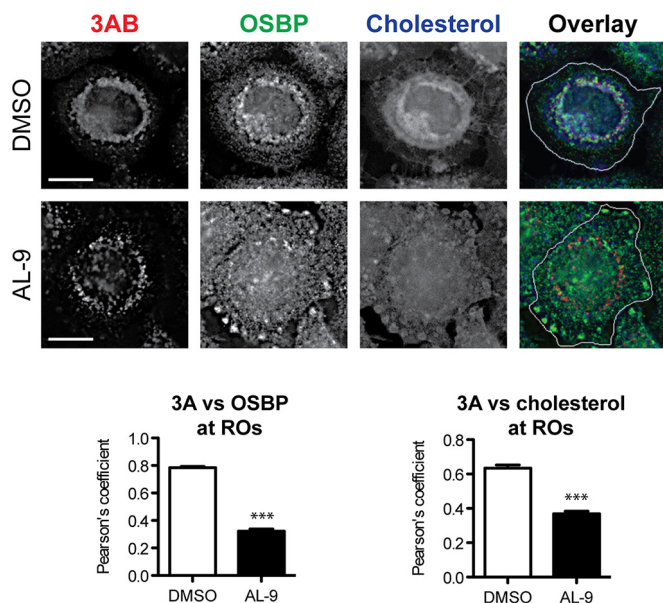 3AB OSBP Cholesterol Overlay
DMSO
AL-9
3A vs OSBP
at ROs
Pearson's coefficient
1.0
0.8
0.6
0.4
0.2
0.0
DMSO AL-9
***
3A vs cholesterol
at ROs
Pearson's coefficient
0.6
0.4
0.2
0.0
DMSO AL-9
***